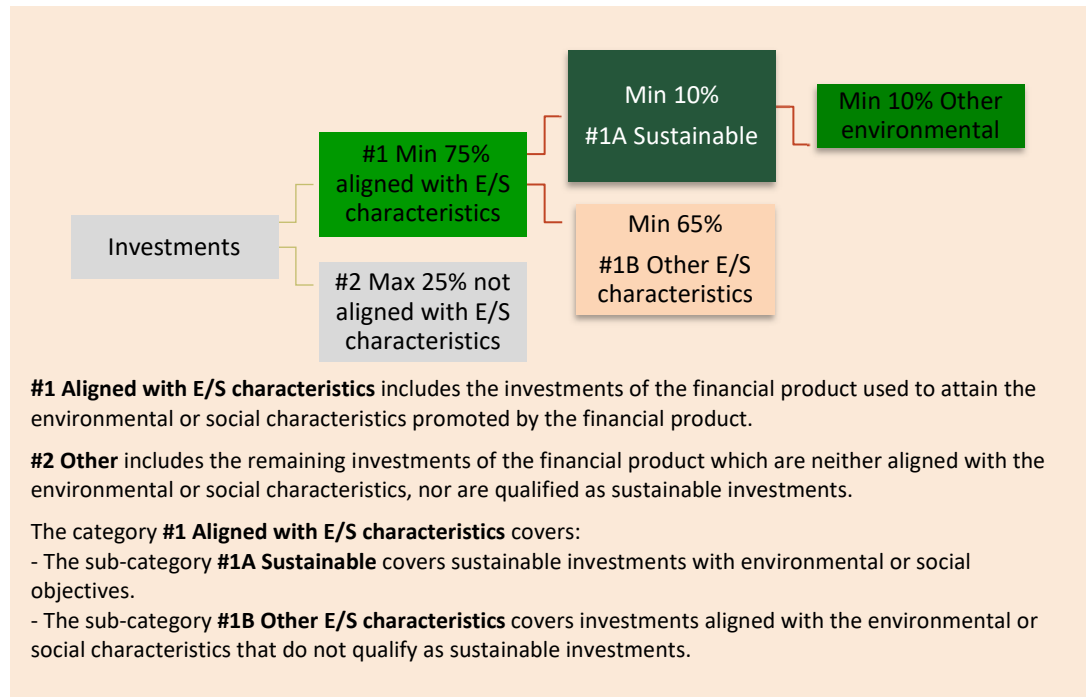 Min 10%
#1A Sustainable
Min 10% Other
environmental
#1 Min 75%
aligned with E/S
characteristics
Min 65%
#1B Other E/S
characteristics
Investments
#2 Max 25% not
aligned with E/S
characteristics
#1 Aligned with E/S characteristics includes the investments of the financial product used to attain the
environmental or social characteristics promoted by the financial product.
#2 Other includes the remaining investments of the financial product which are neither aligned with the
environmental or social characteristics, nor are qualified as sustainable investments.
The category #1 Aligned with E/S characteristics covers:
- The sub-category #1A Sustainable covers sustainable investments with environmental or social
objectives.
- The sub-category #1B Other E/S characteristics covers investments aligned with the environmental or
social characteristics that do not qualify as sustainable investments.